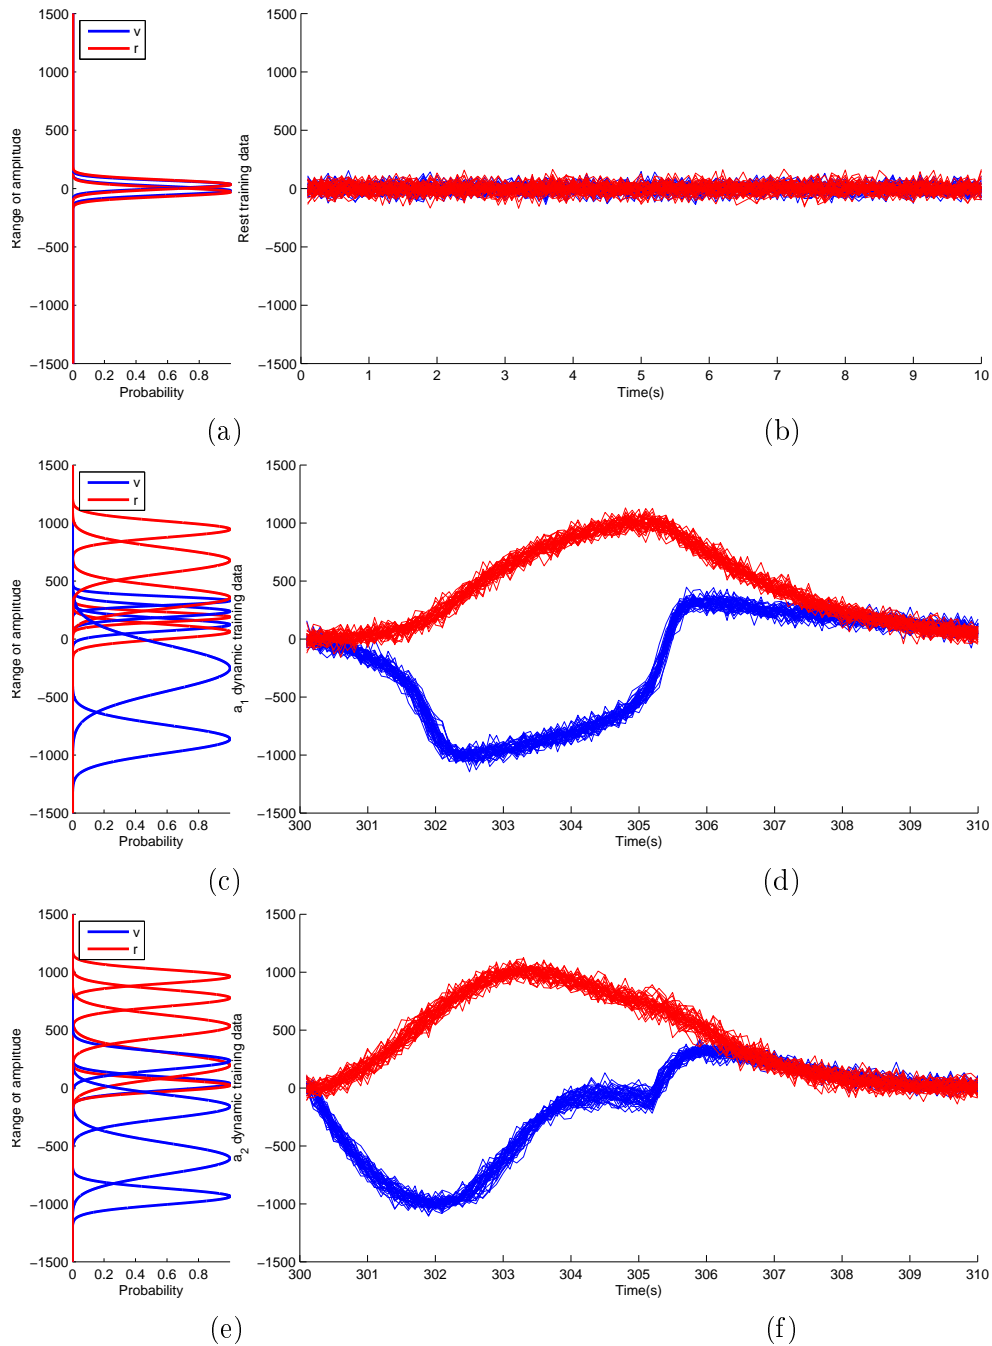 1500
1000
500
0
−500
−1000
−1500
Range of amplitude
v
r
0 0.2 0.4 0.6 0.8
Probability
(a)
1500
1000
500
0
−500
−1000
−1500
Rest training data
0 1 2 3 4 5 6 7 8 9 10
Time(s)
(b)
1500
1000
500
0
−500
−1000
−1500
Range of amplitude
v
r
0 0.2 0.4 0.6 0.8
Probability
(c)
1500
1000
500
0
−500
−1000
−1500
a1 dynamic training data
300 301 302 303 304 305 306 307 308 309 310
Time(s)
(d)
1500
1000
500
0
−500
−1000
−1500
Range of amplitude
v
r
0 0.2 0.4 0.6 0.8
Probability
(e)
1500
1000
500
0
−500
−1000
−1500
a2 dynamic training data
300 301 302 303 304 305 306 307 308 309 310
Time(s)
(f)